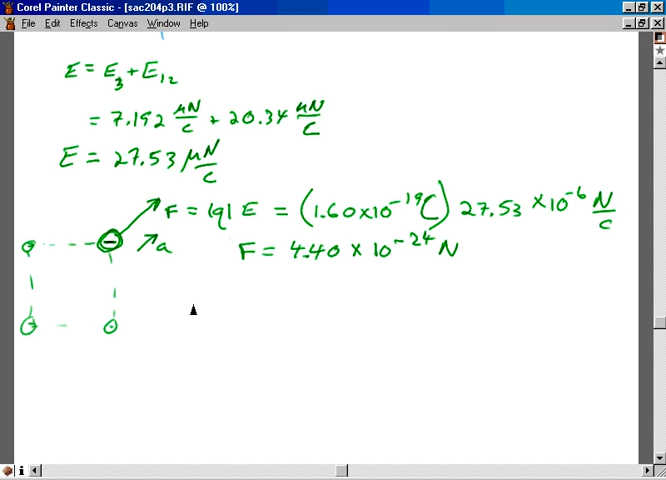 Corel Painter Classic - [sac204p3.RIF @ 100%]
File Edit Effects Canvas Window Help
E = E₃ + E₁₂
= 7.192 μN/C + 20.34 μN/C
E = 27.53 μN/C
F = |q| E = (1.60×10⁻¹⁹C) 27.53 ×10⁻⁶ N/C
a
F = 4.40 × 10⁻²⁴ N